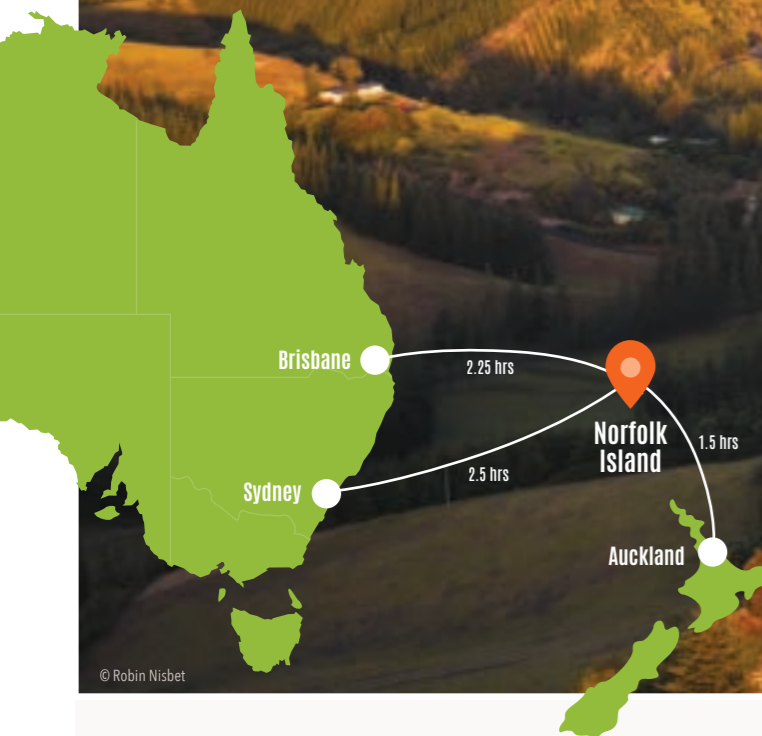 Brisbane
2.25 hrs
Norfolk
Island
1.5 hrs
2.5 hrs
Sydney
Auckland
© Robin Nisbet